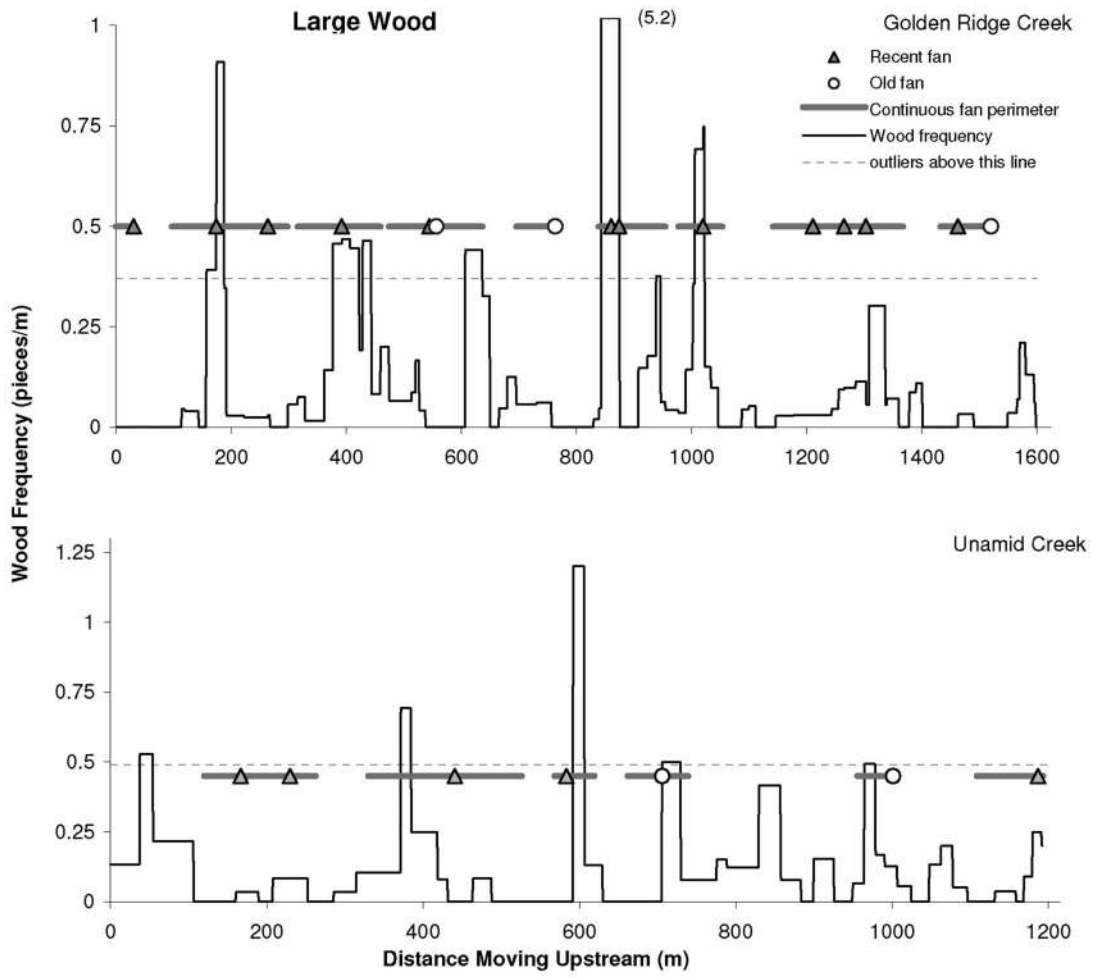 Large Wood
(5.2)
Golden Ridge Creek
Recent fan
Old fan
Continuous fan perimeter
Wood frequency
outliers above this line
1
0.75
0.5
0.25
0
0 200 400 600 800 1000 1200 1400 1600
Wood Frequency (pieces/m)
Unamid Creek
1.25
1
0.75
0.5
0.25
0
0 200 400 600 800 1000 1200
Distance Moving Upstream (m)